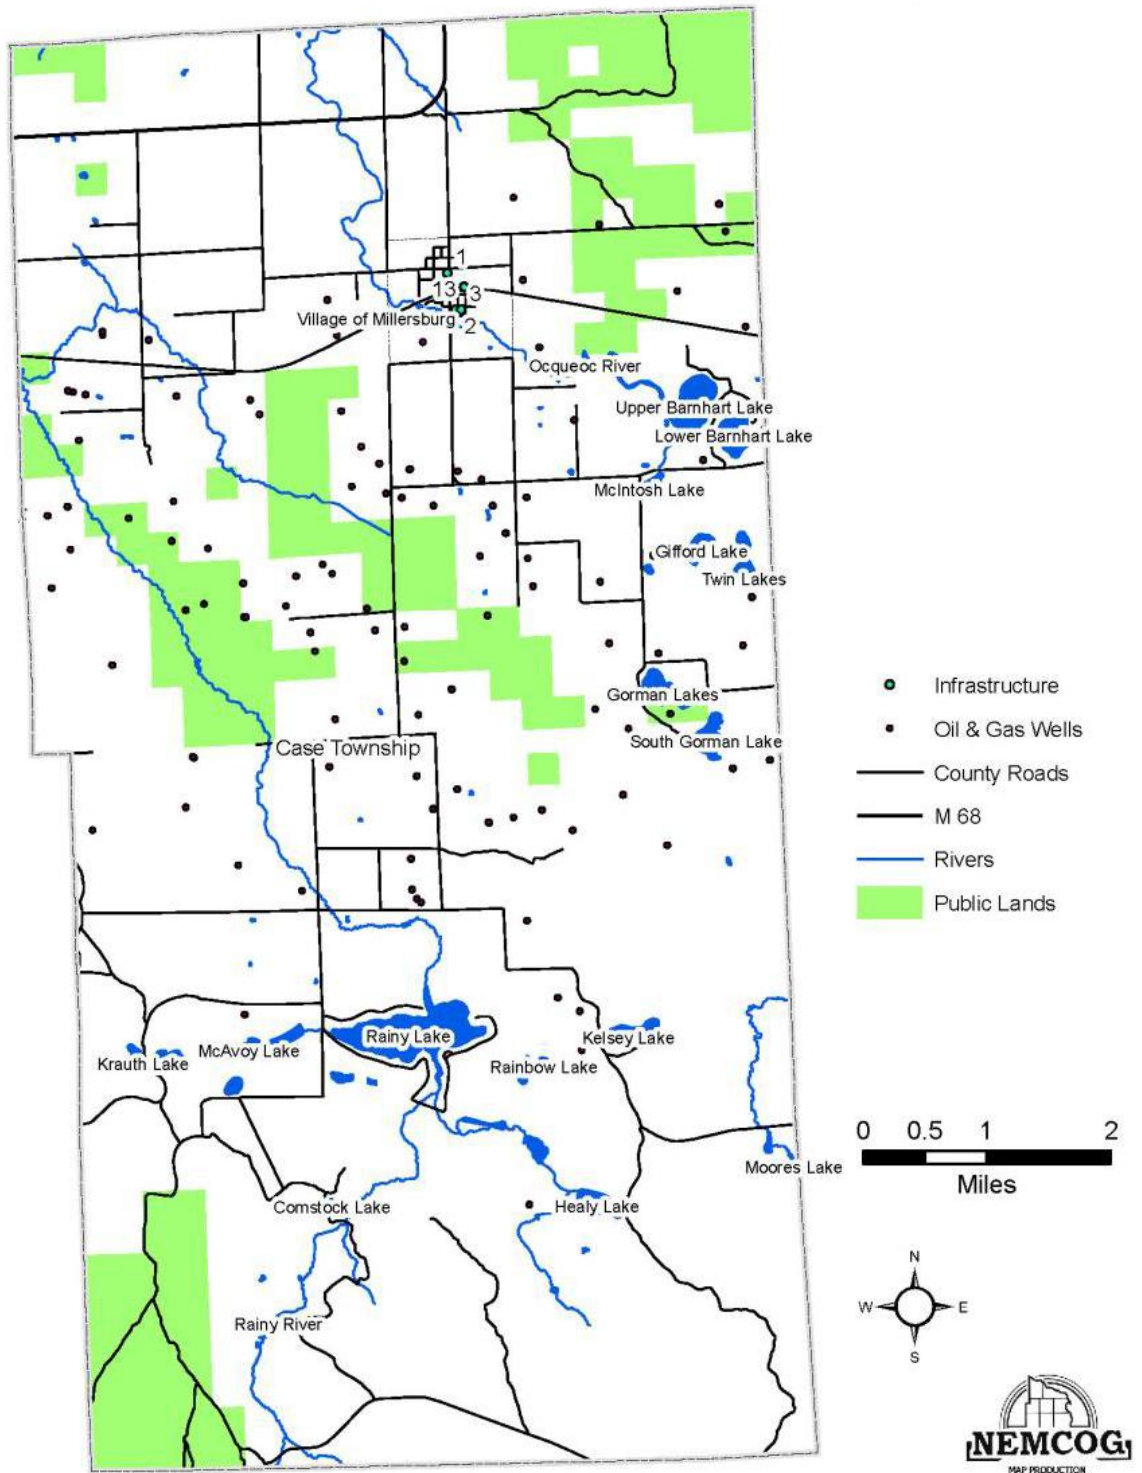 1
13
3
Village of Millersburg
2
Ocqueoc River
Upper Barnhart Lake
Lower Barnhart Lake
McIntosh Lake
Gifford Lake
Twin Lakes
Gorman Lakes
South Gorman Lake
Case Township
Infrastructure
Oil & Gas Wells
County Roads
M 68
Rivers
Public Lands
Rainy Lake
Kelsey Lake
McAvoy Lake
Krauth Lake
Rainbow Lake
0 0.5 1 2
Miles
Moores Lake
Comstock Lake
Healy Lake
N
W E
S
Rainy River
NEMCOG
MAP PRODUCTION